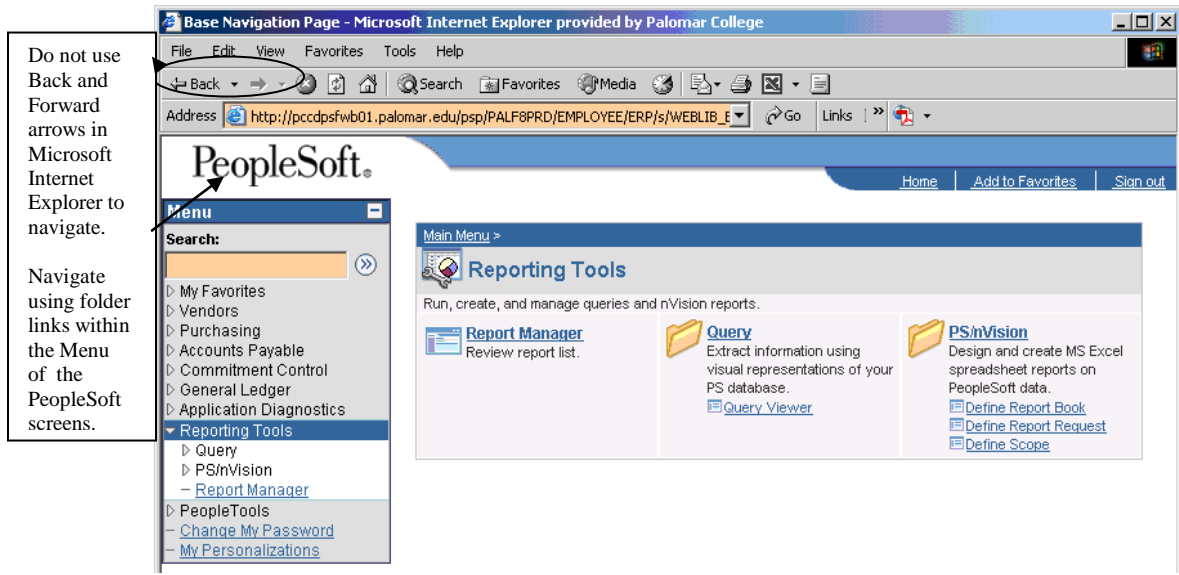 Do not use
Back and
Forward
arrows in
Microsoft
Internet
Explorer to
navigate.
Navigate
using folder
links within
the Menu
of the
PeopleSoft
screens.
Base Navigation Page - Microsoft Internet Explorer provided by Palomar College
File Edit View Favorites Tools Help
Back Search Favorites Media
Address http://pccdpsfwb01.palomar.edu/psp/PALF8PRD/EMPLOYEE/ERP/s/WEBLIB_ Go Links »
PeopleSoft®
Home Add to Favorites Sign out
Menu
Search:
My Favorites
Vendors
Purchasing
Accounts Payable
Commitment Control
General Ledger
Application Diagnostics
Reporting Tools
Query
PS/nVision
Report Manager
PeopleTools
Change My Password
My Personalizations
Main Menu >
Reporting Tools
Run, create, and manage queries and nVision reports.
Report Manager
Review report list.
Query
Extract information using
visual representations of your
PS database.
Query Viewer
PS/nVision
Design and create MS Excel
spreadsheet reports on
PeopleSoft data.
Define Report Book
Define Report Request
Define Scope